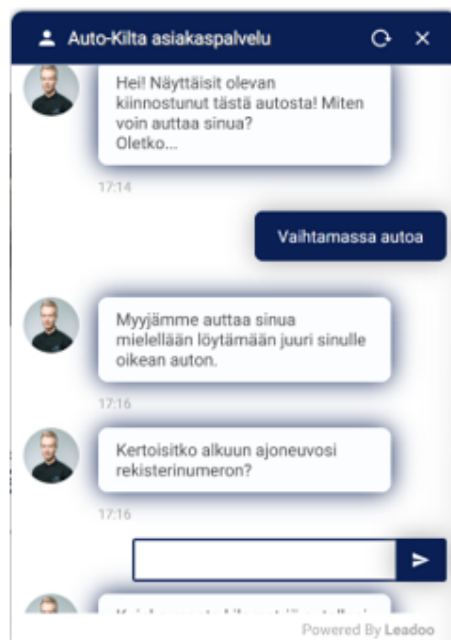 Auto-Kilta asiakaspalvelu
Hei! Näyttäisit olevan
kiinnostunut tästä autosta! Miten
voin auttaa sinua?
Oletko...
17:14
Vaihtamassa autoa
Myyjämme auttaa sinua
mielellään löytämään juuri sinulle
oikean auton.
17:16
Kertoisitko alkuun ajoneuvosi
rekisterinumeron?
17:16
Powered By Leadoo